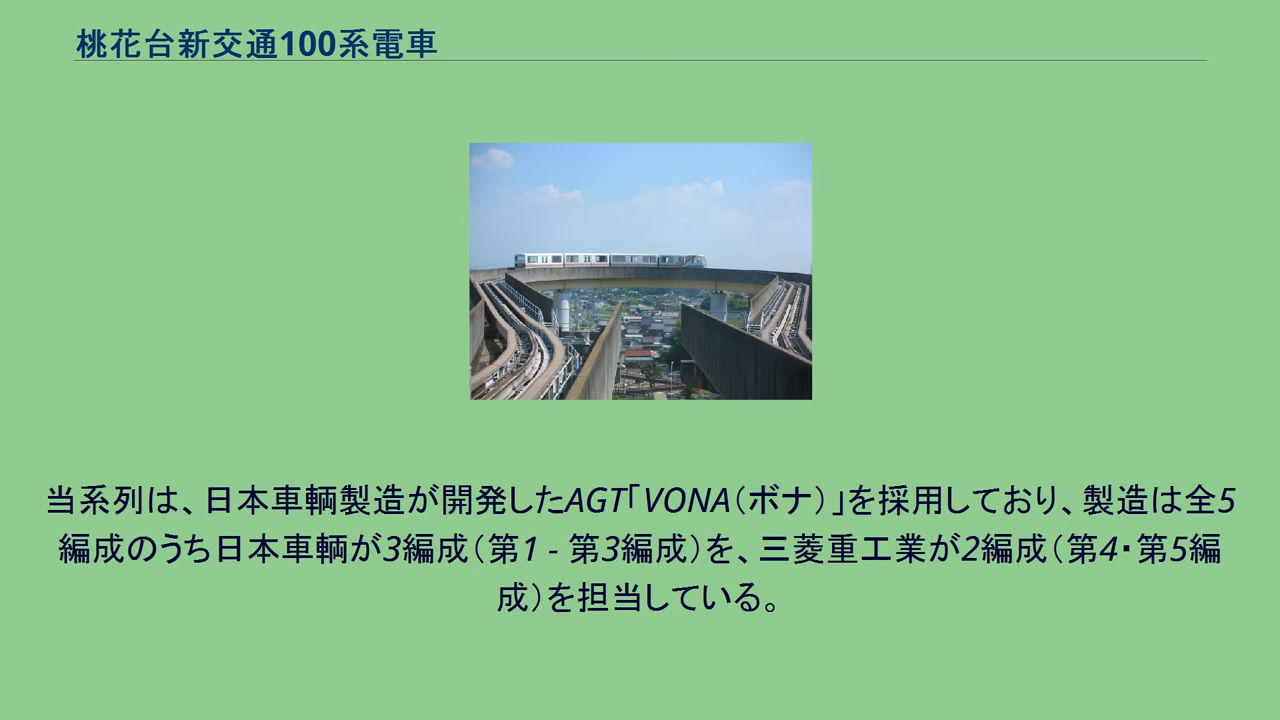 桃花台新交通100系電車
当系列は、日本車輌製造が開発したAGT「VONA（ボナ）」を採用しており、製造は全5
編成のうち日本車輌が3編成（第1 - 第3編成）を、三菱重工業が2編成（第4・第5編
成）を担当している。